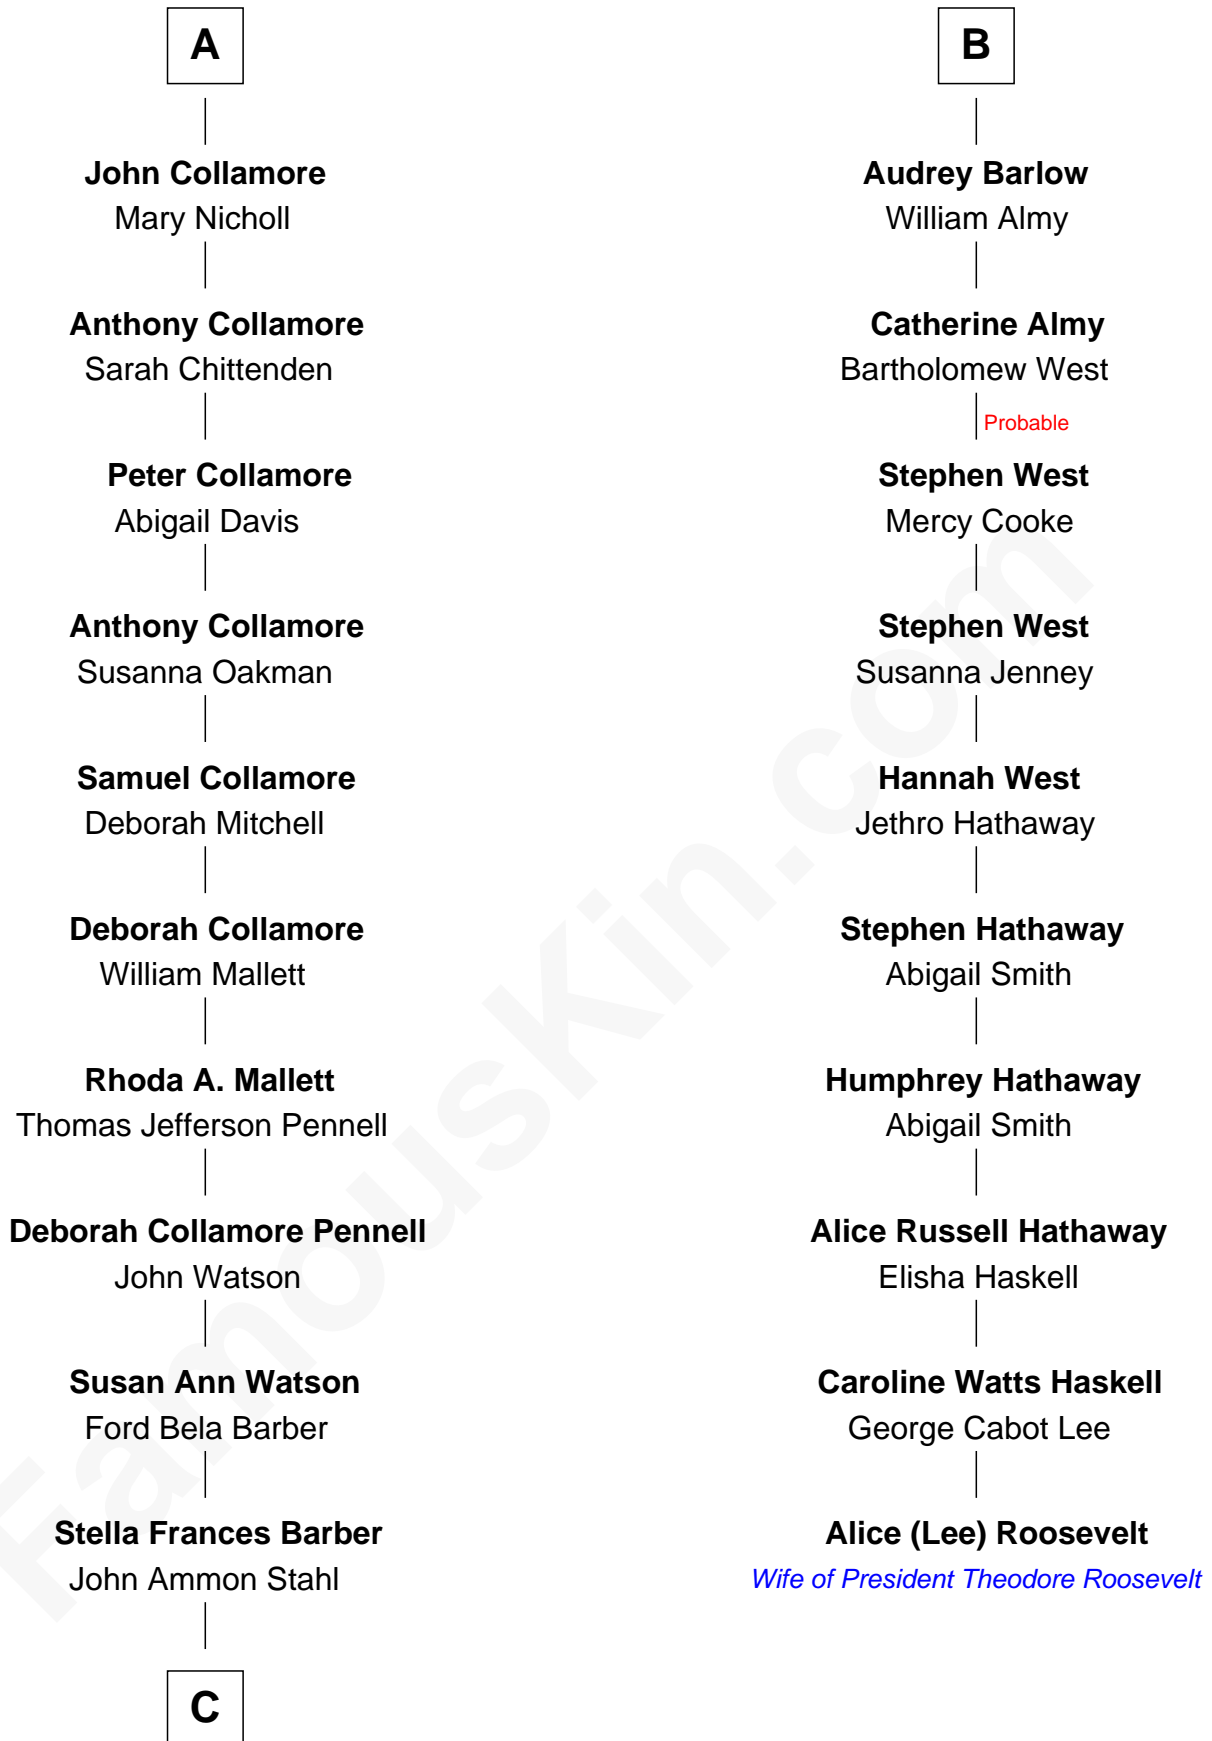 A
John Collamore
Mary Nicholl
Anthony Collamore
Sarah Chittenden
Peter Collamore
Abigail Davis
Anthony Collamore
Susanna Oakman
Samuel Collamore
Deborah Mitchell
Deborah Collamore
William Mallett
Rhoda A. Mallett
Thomas Jefferson Pennell
Deborah Collamore Pennell
John Watson
Susan Ann Watson
Ford Bela Barber
Stella Frances Barber
John Ammon Stahl
C
B
Audrey Barlow
William Almy
Catherine Almy
Bartholomew West
Probable
Stephen West
Mercy Cooke
Stephen West
Susanna Jenney
Hannah West
Jethro Hathaway
Stephen Hathaway
Abigail Smith
Humphrey Hathaway
Abigail Smith
Alice Russell Hathaway
Elisha Haskell
Caroline Watts Haskell
George Cabot Lee
Alice (Lee) Roosevelt
Wife of President Theodore Roosevelt
FamousKin.com